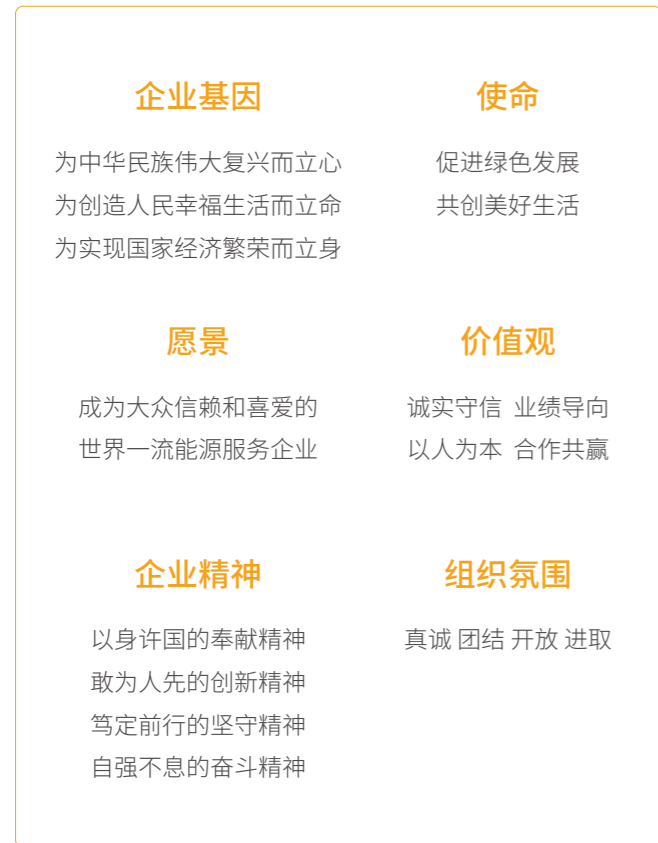 企业基因
为中华民族伟大复兴而立心
为创造人民幸福生活而立命
为实现国家经济繁荣而立身
使命
促进绿色发展
共创美好生活
愿景
成为大众信赖和喜爱的
世界一流能源服务企业
价值观
诚实守信 业绩导向
以人为本 合作共赢
企业精神
以身许国的奉献精神
敢为人先的创新精神
笃定前行的坚守精神
自强不息的奋斗精神
组织氛围
真诚 团结 开放 进取